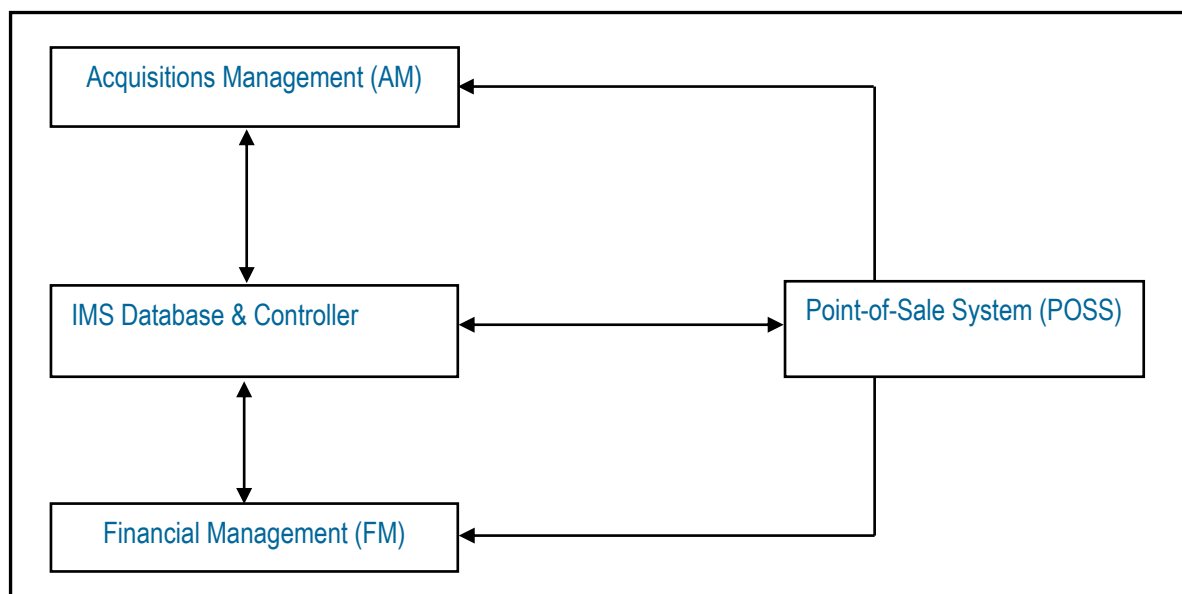 Acquisitions Management (AM)
IMS Database & Controller
Point-of-Sale System (POSS)
Financial Management (FM)